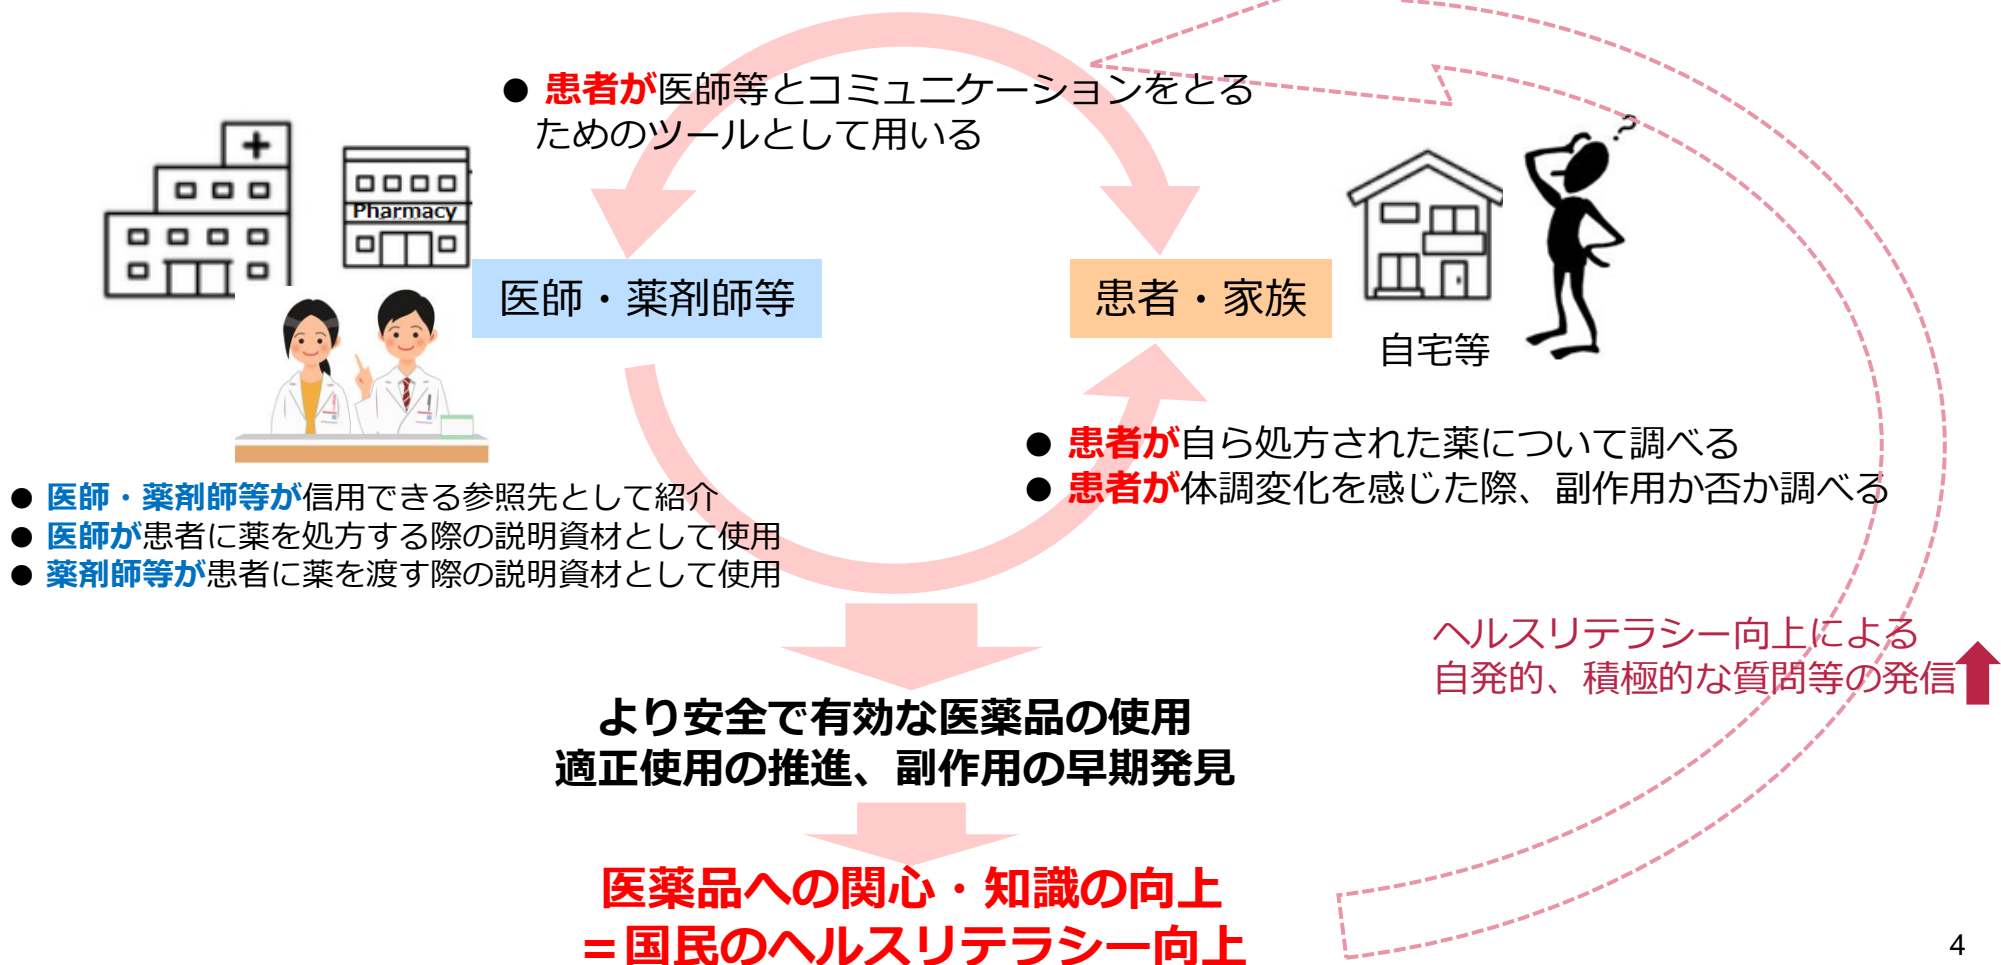 ● 患者が医師等とコミュニケーションをとる
ためのツールとして用いる
?
Pharmacy
医師・薬剤師等
患者・家族
自宅等
● 患者が自ら処方された薬について調べる
● 患者が体調変化を感じた際、副作用か否か調べる
● 医師・薬剤師等が信用できる参照先として紹介
● 医師が患者に薬を処方する際の説明資材として使用
● 薬剤師等が患者に薬を渡す際の説明資材として使用
ヘルスリテラシー向上による
自発的、積極的な質問等の発信
より安全で有効な医薬品の使用
適正使用の推進、副作用の早期発見
医薬品への関心・知識の向上
＝国民のヘルスリテラシー向上
4